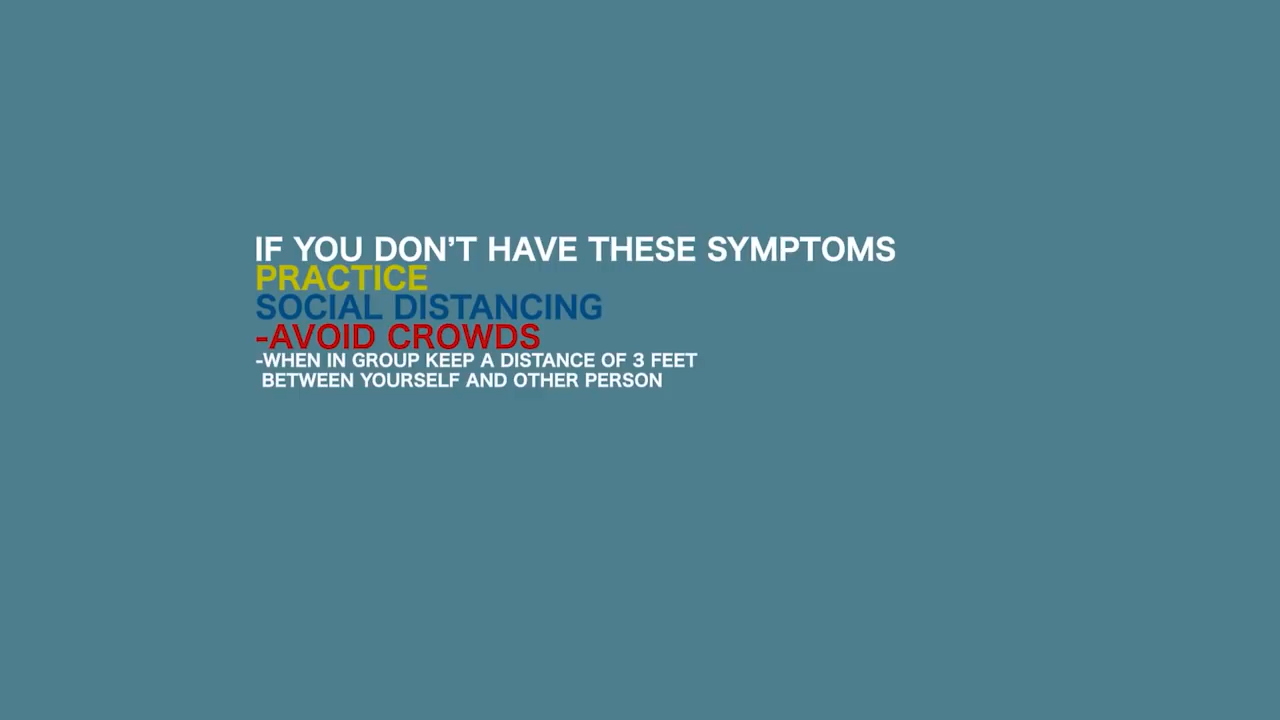 IF YOU DON’T HAVE THESE SYMPTOMS
PRACTICE
SOCIAL DISTANCING
-AVOID CROWDS
-WHEN IN GROUP KEEP A DISTANCE OF 3 FEET
BETWEEN YOURSELF AND OTHER PERSON